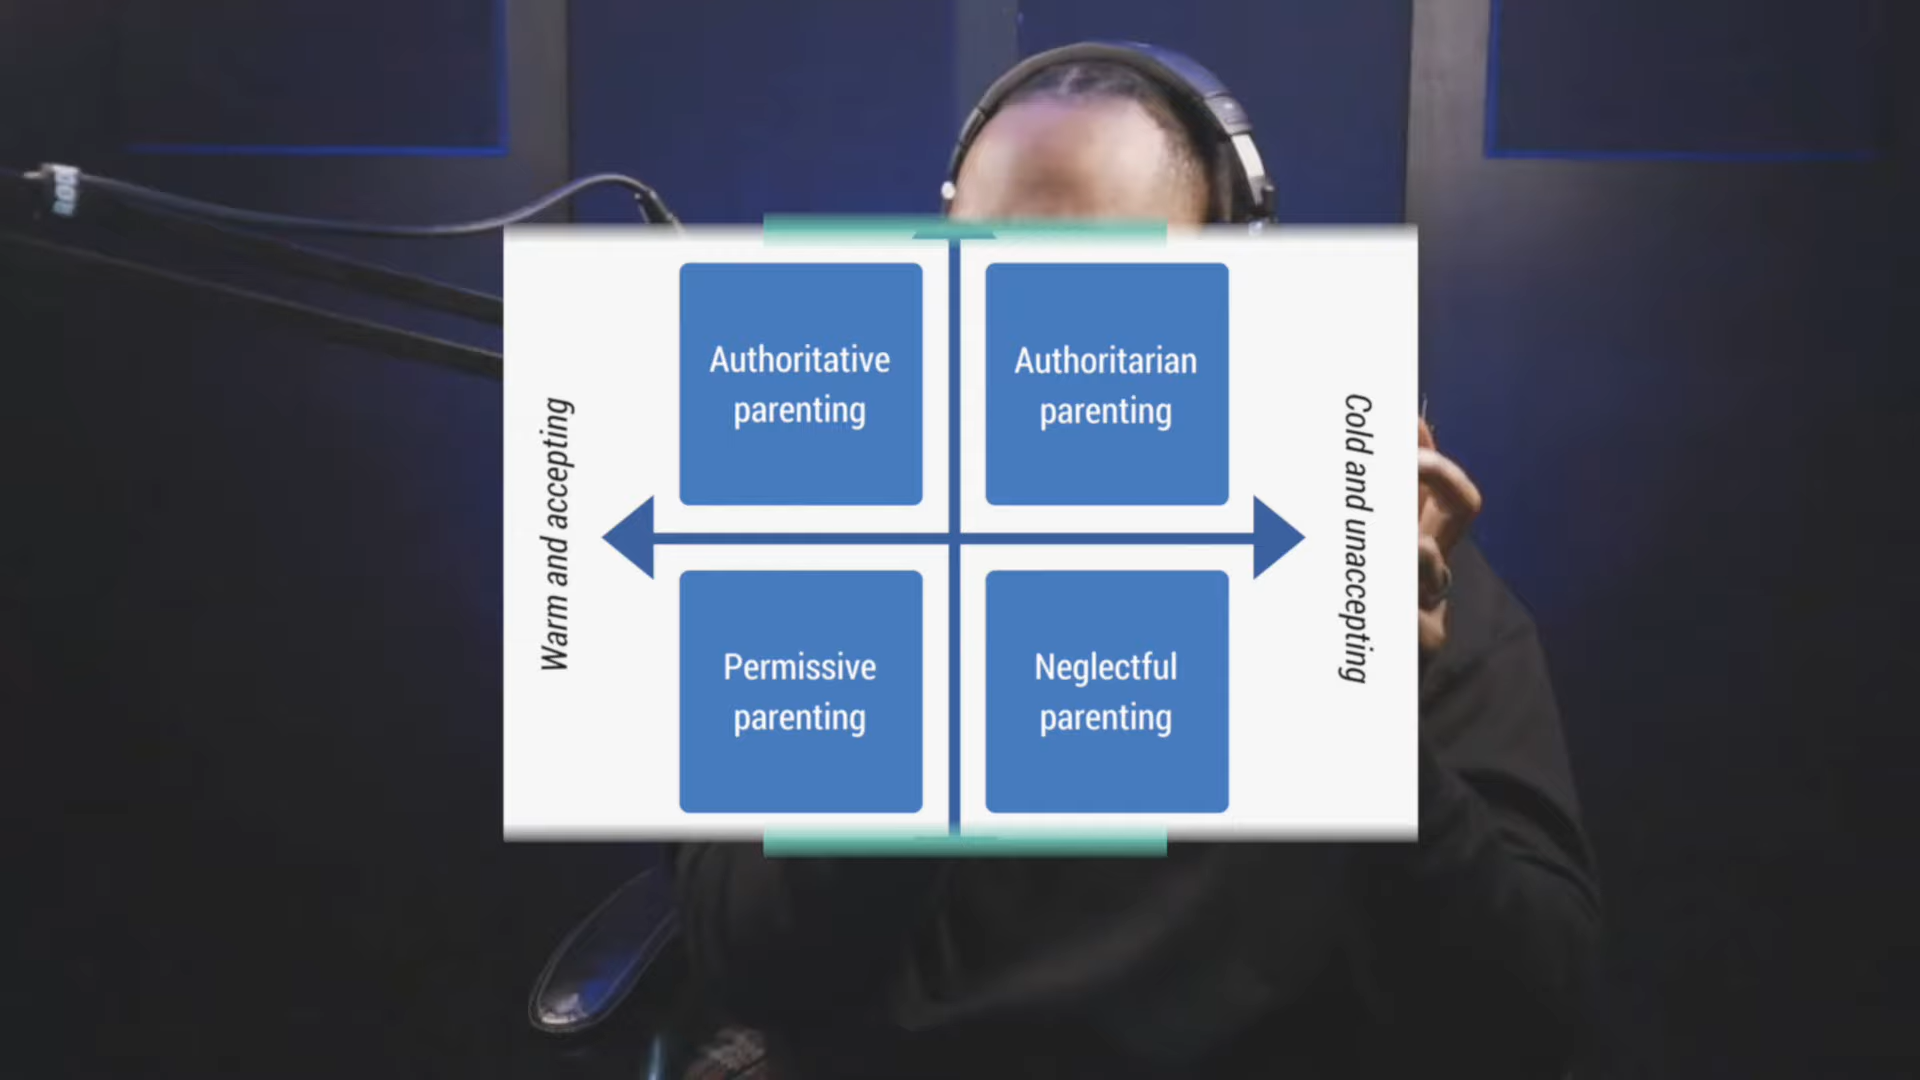 Authoritative
parenting
Authoritarian
parenting
Warm and accepting
Cold and unaccepting
Permissive
parenting
Neglectful
parenting